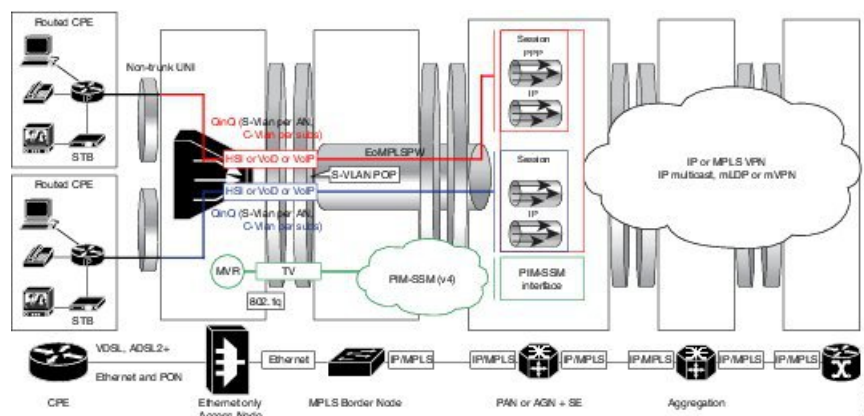 Routed CPE
Non-trunk UNI
STB
Routed CPE
STB
QinQ (S-Vlan per AN,
C-Vlan per subs)
HSI or VoD or VoIP
HSI or VoD or VoIP
QinQ (S-Vlan per AN,
C-Vlan per subs)
EoMPLSPW
S-VLAN POP
MVR
TV
802.1q
PIM-SSM (v4)
Session
PPP
IP
Session
IP
PIM-SSM
interface
IP or MPLS VPN
IP multicast, mLDP or mVPN
VDSL, ADSL2+
Ethernet and PON
Ethernet
IP/MPLS
IP/MPLS
IP/MPLS
IP/MPLS
IP/MPLS
IP/MPLS
CPE
Ethernet only
Access Node
MPLS Border Node
PAN or AGN + SE
Aggregation